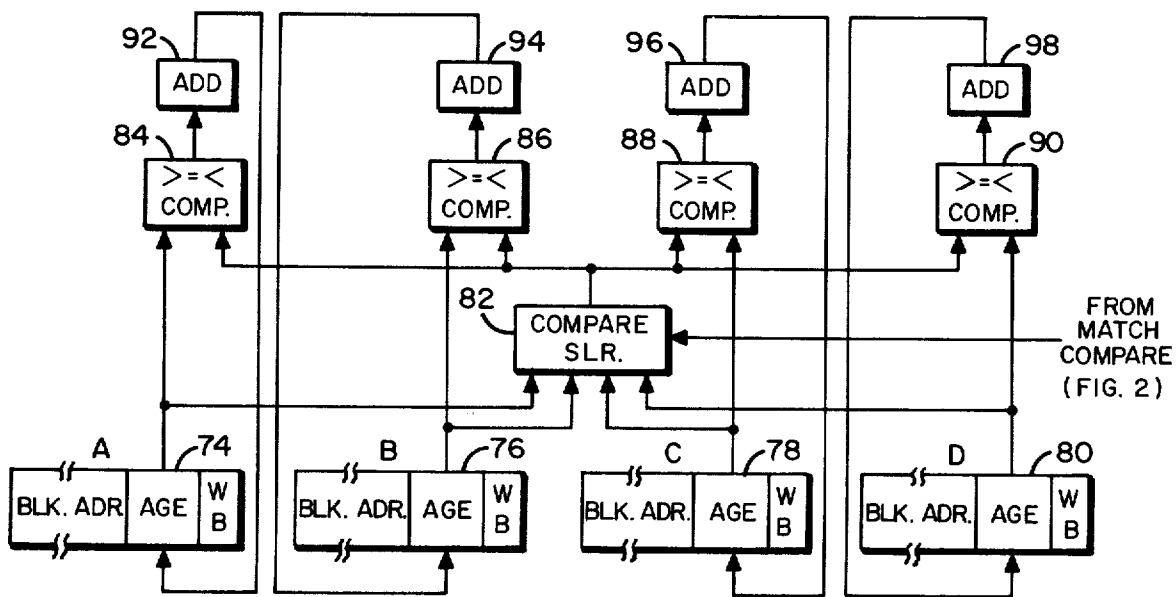 92
ADD
94
ADD
96
ADD
98
ADD
84
>=<
COMP.
86
>=<
COMP.
88
>=<
COMP.
90
>=<
COMP.
82
COMPARE
SLR.
FROM
MATCH
COMPARE
(FIG. 2)
A
74
BLK. ADR.
AGE
W
B
B
76
BLK. ADR.
AGE
W
B
C
78
BLK. ADR.
AGE
W
B
D
80
BLK. ADR.
AGE
W
B